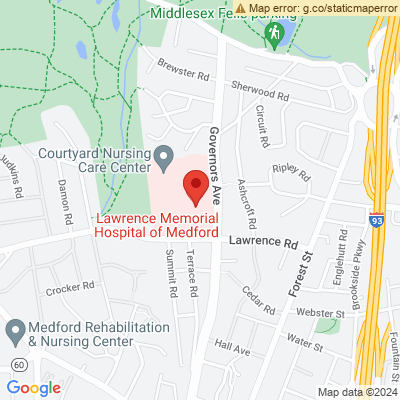 Map error: g.co/staticmaperror
Middlesex Fells Parking
Brewster Rd
Sherwood Rd
Circuit Rd
Governors Ave
Courtyard Nursing
Care Center
Ripley Rd
Judkins Rd
Damon Rd
Ashcroft Rd
Lawrence Memorial
Hospital of Medford
93
Lawrence Rd
Forest St
Englehutt Rd
Brookside Pkwy
Terrace Rd
Summit Rd
Crocker Rd
Cedar Rd
Webster St
Medford Rehabilitation
& Nursing Center
Water St
Hall Ave
Fountain St
60
Google
Map data ©2024